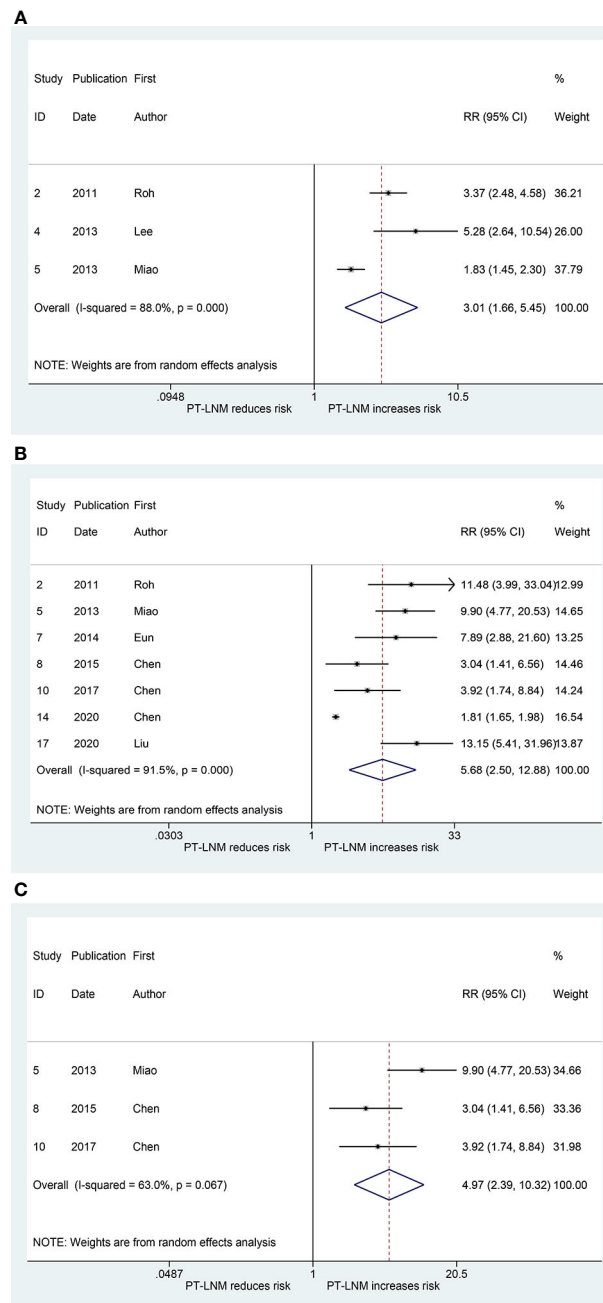 A
Study Publication First %
ID Date Author RR (95% CI) Weight
2 2011 Roh 3.37 (2.48, 4.58) 36.21
4 2013 Lee 5.28 (2.64, 10.54) 26.00
5 2013 Miao 1.83 (1.45, 2.30) 37.79
Overall (I-squared = 88.0%, p = 0.000) 3.01 (1.66, 5.45) 100.00
NOTE: Weights are from random effects analysis
.0948 1 10.5
PT-LNM reduces risk PT-LNM increases risk
B
Study Publication First %
ID Date Author RR (95% CI) Weight
2 2011 Roh 11.48 (3.99, 33.04) 12.99
5 2013 Miao 9.90 (4.77, 20.53) 14.65
7 2014 Eun 7.89 (2.88, 21.60) 13.25
8 2015 Chen 3.04 (1.41, 6.56) 14.46
10 2017 Chen 3.92 (1.74, 8.84) 14.24
14 2020 Chen 1.81 (1.65, 1.98) 16.54
17 2020 Liu 13.15 (5.41, 31.96) 13.87
Overall (I-squared = 91.5%, p = 0.000) 5.68 (2.50, 12.88) 100.00
NOTE: Weights are from random effects analysis
.0303 1 33
PT-LNM reduces risk PT-LNM increases risk
C
Study Publication First %
ID Date Author RR (95% CI) Weight
5 2013 Miao 9.90 (4.77, 20.53) 34.66
8 2015 Chen 3.04 (1.41, 6.56) 33.36
10 2017 Chen 3.92 (1.74, 8.84) 31.98
Overall (I-squared = 63.0%, p = 0.067) 4.97 (2.39, 10.32) 100.00
NOTE: Weights are from random effects analysis
.0487 1 20.5
PT-LNM reduces risk PT-LNM increases risk